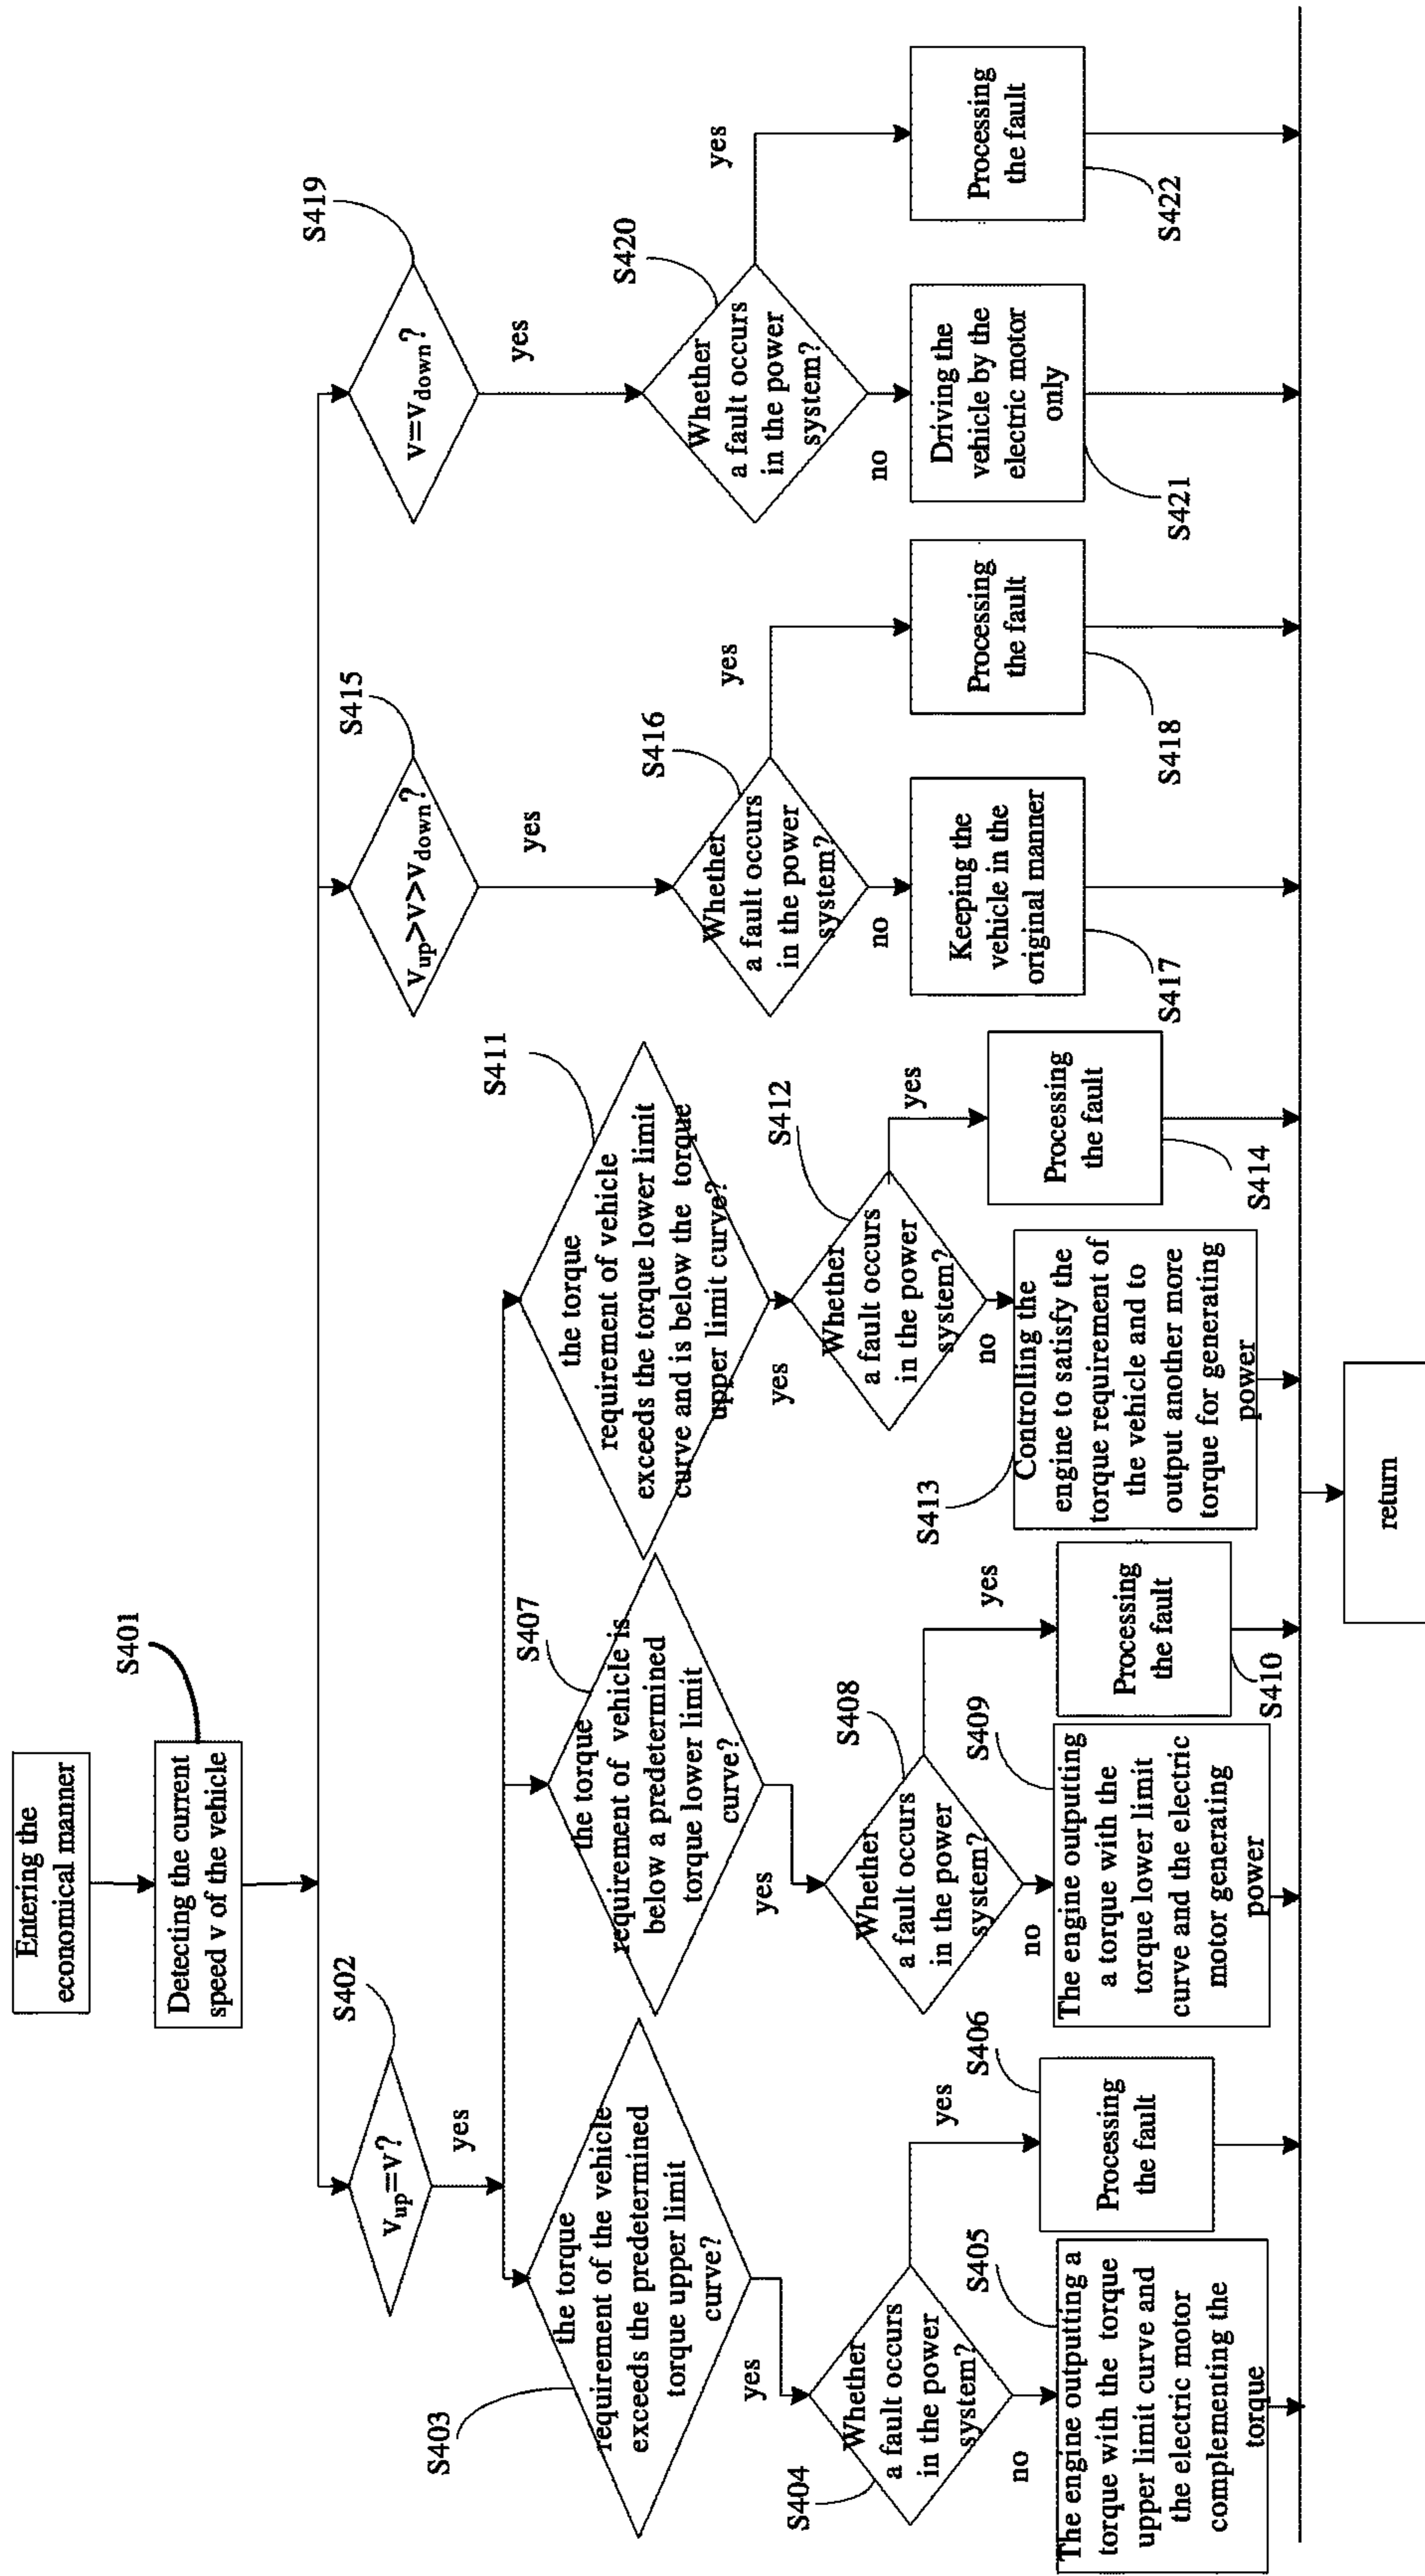 Entering the
economical manner
S401
Detecting the current
speed v of the vehicle
S402
vup=v?
yes
S415
vup>v>vdown?
yes
S419
v=vdown?
yes
S403
the torque
requirement of the vehicle
exceeds the predetermined
torque upper limit
curve?
yes
S407
the torque
requirement of vehicle is
below a predetermined
torque lower limit
curve?
yes
S411
the torque
requirement of vehicle
exceeds the torque lower limit
curve and is below the torque
upper limit curve?
yes
S404
Whether
a fault occurs
in the power
system?
no
yes
S408
Whether
a fault occurs
in the power
system?
no
yes
S412
Whether
a fault occurs
in the power
system?
no
yes
S416
Whether
a fault occurs
in the power
system?
no
yes
S420
Whether
a fault occurs
in the power
system?
no
yes
S405
The engine outputting a
torque with the torque
upper limit curve and
the electric motor
complementing the
torque
S406
Processing
the fault
S409
The engine outputting
a torque with the
torque lower limit
curve and the electric
motor generating
power
S410
Processing
the fault
S413
Controlling the
engine to satisfy the
torque requirement of
the vehicle and to
output another more
torque for generating
power
S414
Processing
the fault
Keeping the
vehicle in the
original manner
S417
Processing
the fault
S418
Driving the
vehicle by the
electric motor
only
S421
Processing
the fault
S422
return